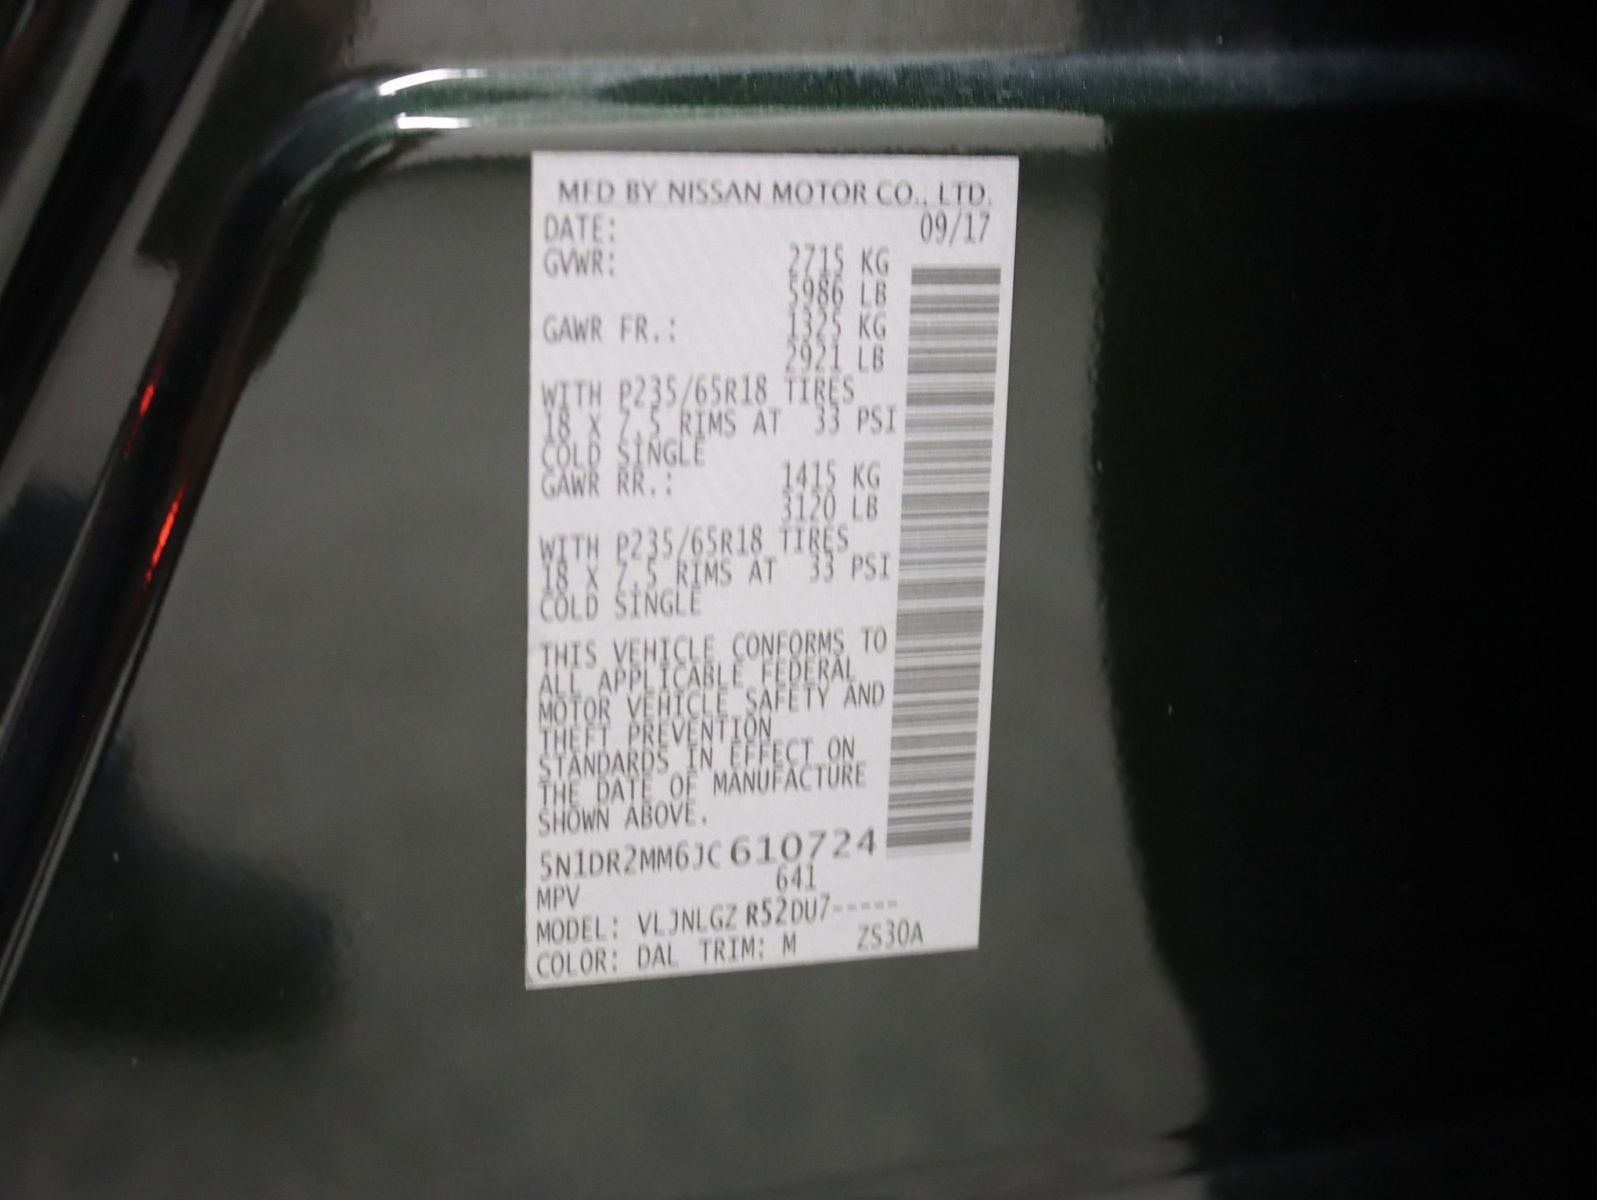 MFD BY NISSAN MOTOR CO., LTD.
DATE: 09/17
GVWR: 2715 KG
5986 LB
GAWR FR.: 1325 KG
2921 LB
WITH P235/65R18 TIRES
18 X 7.5 RIMS AT 33 PSI
COLD SINGLE
GAWR RR.: 1415 KG
3120 LB
WITH P235/65R18 TIRES
18 X 7.5 RIMS AT 33 PSI
COLD SINGLE
THIS VEHICLE CONFORMS TO
ALL APPLICABLE FEDERAL
MOTOR VEHICLE SAFETY AND
THEFT PREVENTION
STANDARDS IN EFFECT ON
THE DATE OF MANUFACTURE
SHOWN ABOVE.
5N1DR2MM6JC610724
MPV 641
MODEL: VLJNLGZ R52DU7-----
COLOR: DAL TRIM: M ZS30A